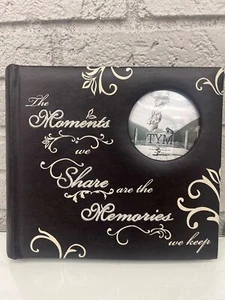 The
Moments
we
Share are the
Memories
we keep
TYM